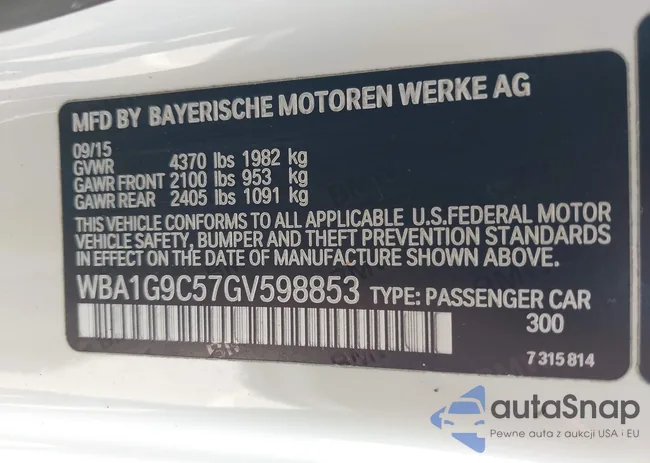 MFD BY BAYERISCHE MOTOREN WERKE AG
09/15
GVWR 4370 lbs 1982 kg
GAWR FRONT 2100 lbs 953 kg
GAWR REAR 2405 lbs 1091 kg
THIS VEHICLE CONFORMS TO ALL APPLICABLE U.S.FEDERAL MOTOR
VEHICLE SAFETY, BUMPER AND THEFT PREVENTION STANDARDS
IN EFFECT ON THE DATE OF MANUFACTURE SHOWN ABOVE.
WBA1G9C57GV598853 TYPE: PASSENGER CAR
300
7 315 814
autoSnap
Pewne auta z aukcji USA i EU